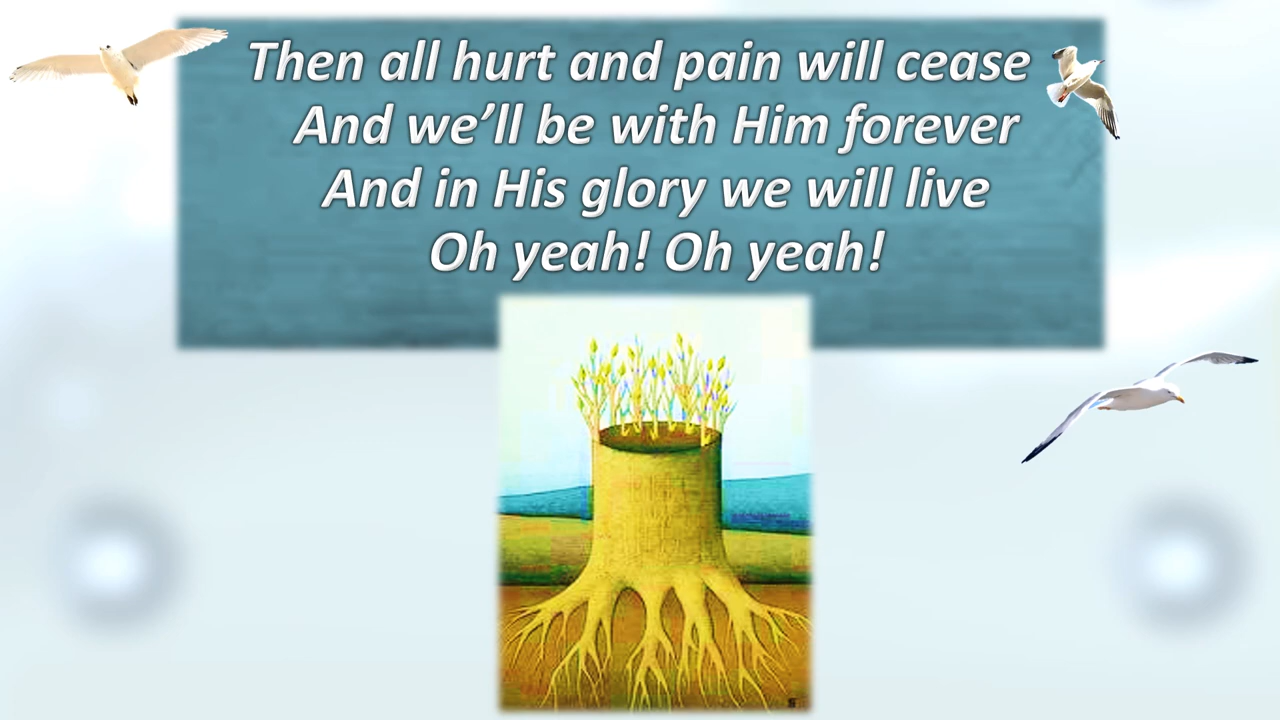 Then all hurt and pain will cease
And we’ll be with Him forever
And in His glory we will live
Oh yeah! Oh yeah!